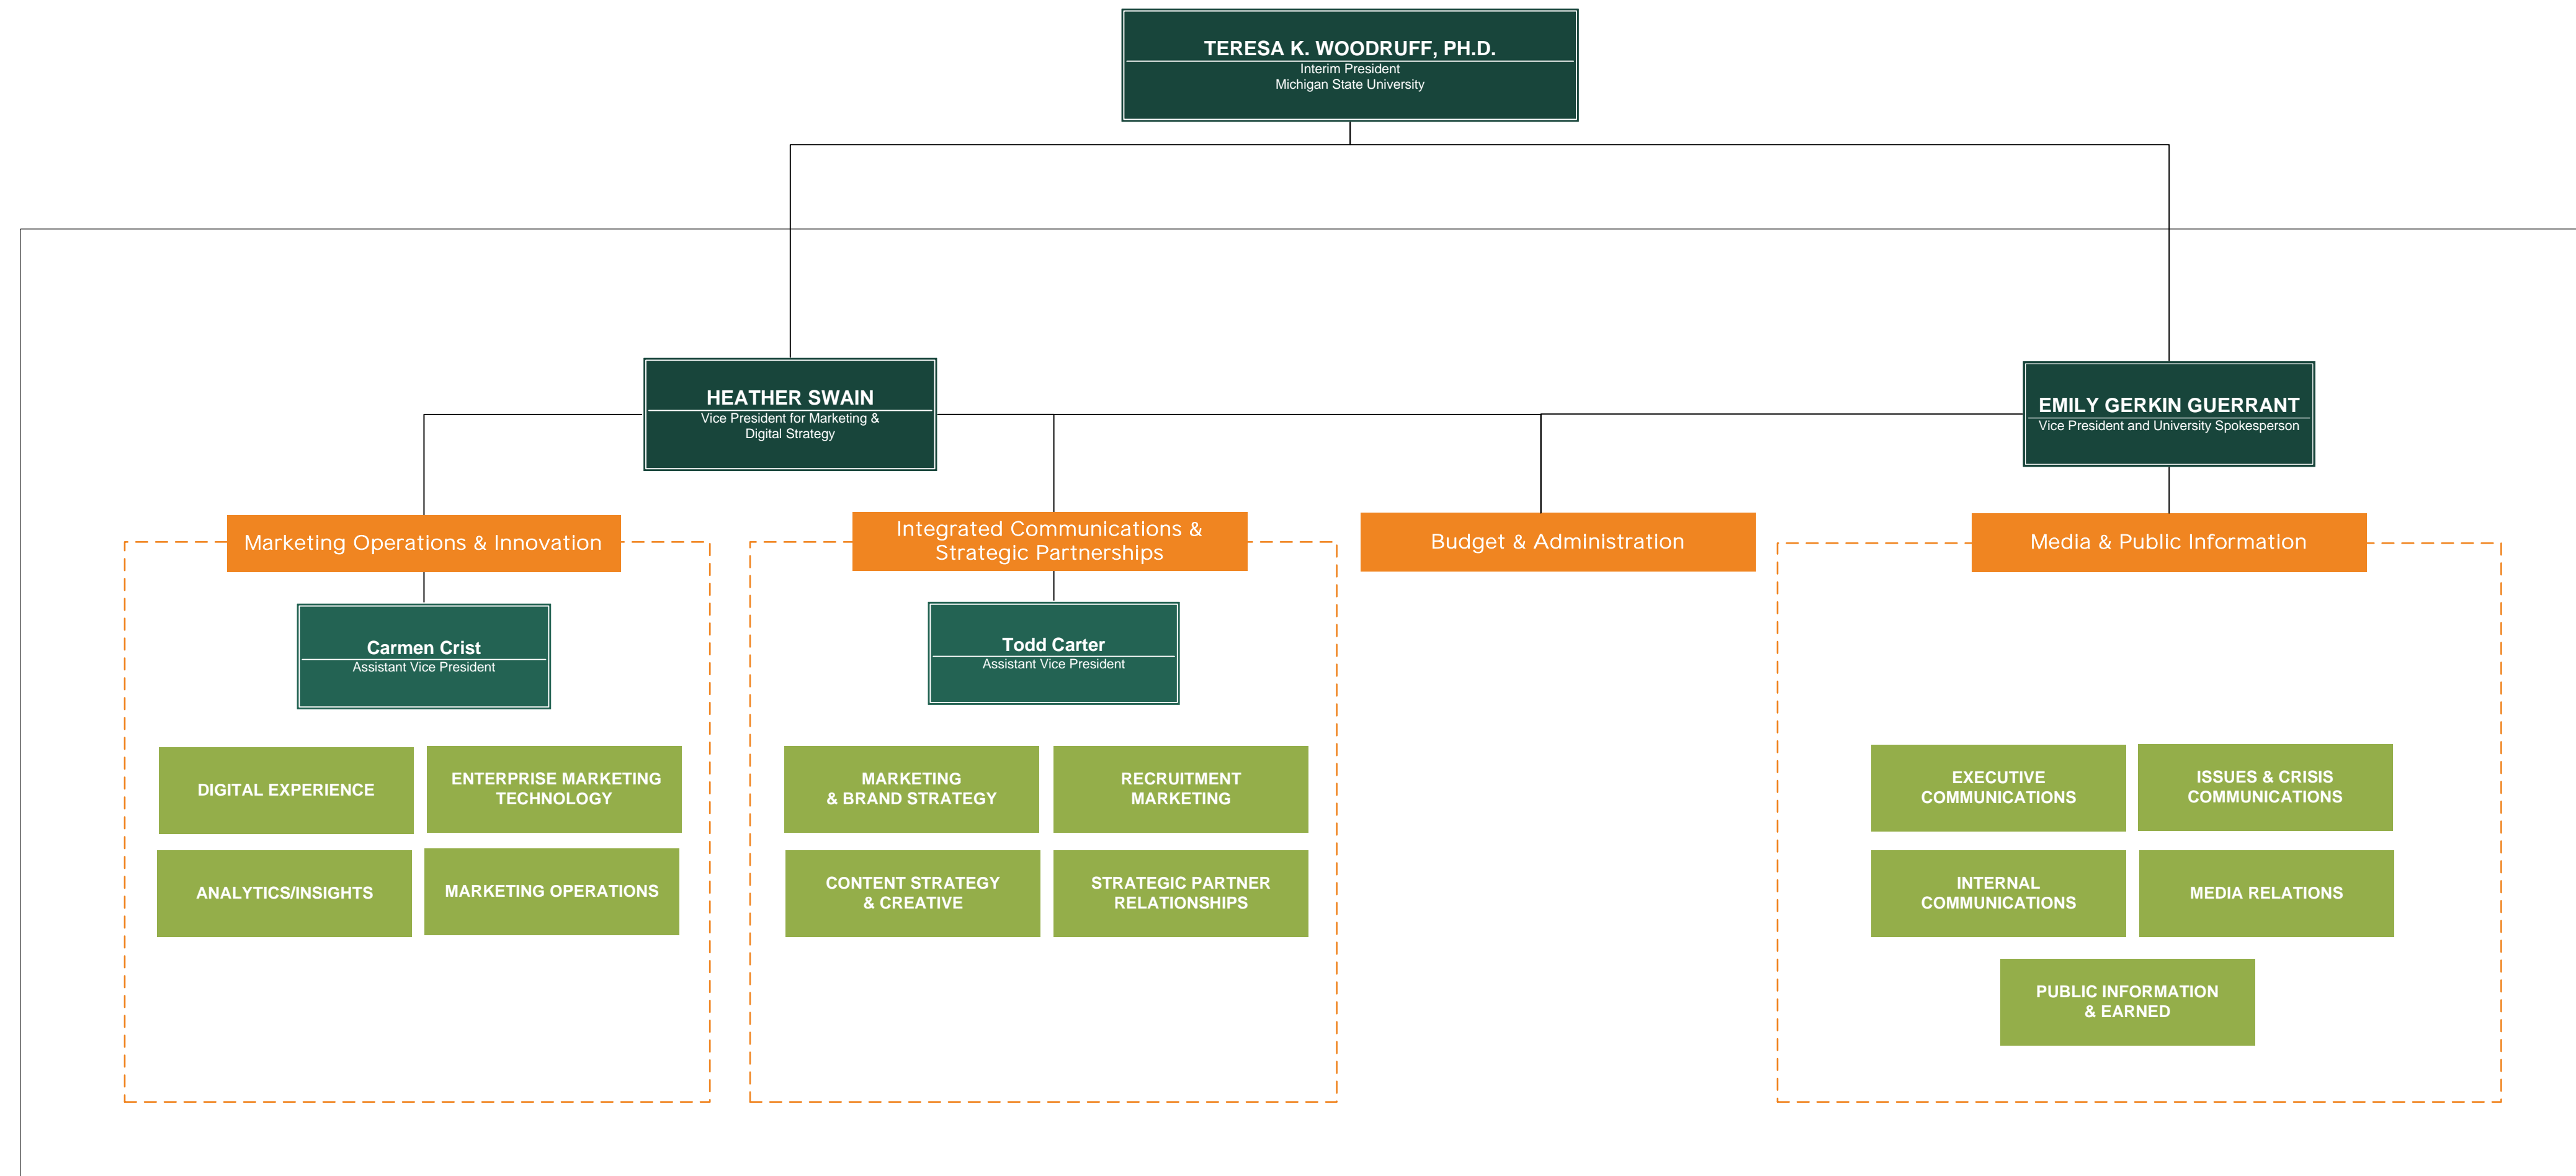 TERESA K. WOODRUFF, PH.D.
Interim President
Michigan State University
HEATHER SWAIN
Vice President for Marketing &
Digital Strategy
EMILY GERKIN GUERRANT
Vice President and University Spokesperson
Marketing Operations & Innovation
Integrated Communications &
Strategic Partnerships
Budget & Administration
Media & Public Information
Carmen Crist
Assistant Vice President
Todd Carter
Assistant Vice President
DIGITAL EXPERIENCE
ENTERPRISE MARKETING
TECHNOLOGY
ANALYTICS/INSIGHTS
MARKETING OPERATIONS
MARKETING
& BRAND STRATEGY
RECRUITMENT
MARKETING
CONTENT STRATEGY
& CREATIVE
STRATEGIC PARTNER
RELATIONSHIPS
EXECUTIVE
COMMUNICATIONS
ISSUES & CRISIS
COMMUNICATIONS
INTERNAL
COMMUNICATIONS
MEDIA RELATIONS
PUBLIC INFORMATION
& EARNED